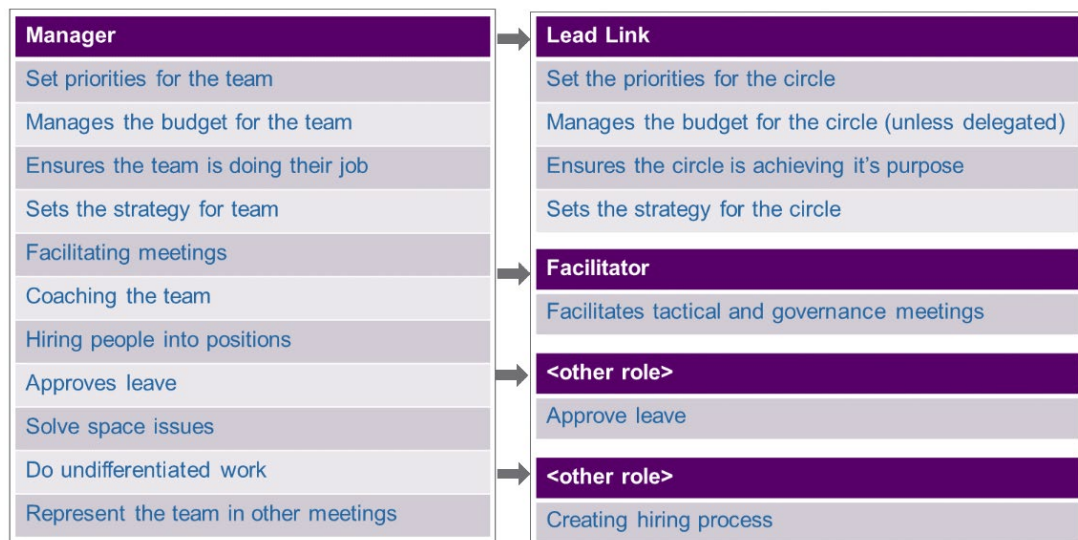 Manager
Set priorities for the team
Manages the budget for the team
Ensures the team is doing their job
Sets the strategy for team
Facilitating meetings
Coaching the team
Hiring people into positions
Approves leave
Solve space issues
Do undifferentiated work
Represent the team in other meetings
Lead Link
Set the priorities for the circle
Manages the budget for the circle (unless delegated)
Ensures the circle is achieving it's purpose
Sets the strategy for the circle
Facilitator
Facilitates tactical and governance meetings
<other role>
Approve leave
<other role>
Creating hiring process